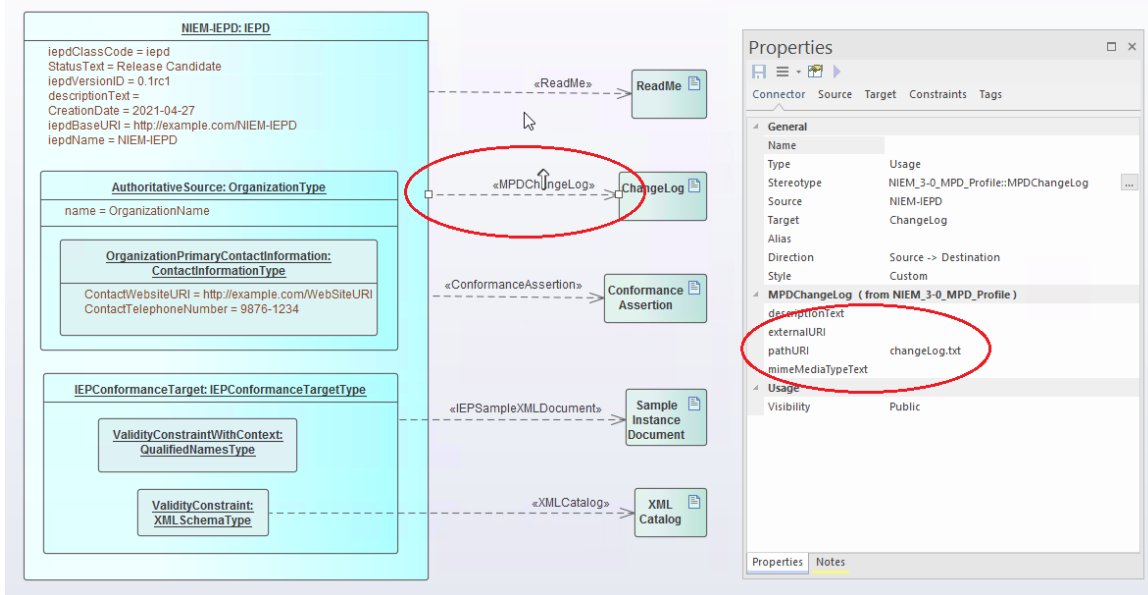 NIEM-IEPD: IEPD
iepdClassCode = iepd
StatusText = Release Candidate
iepdVersionID = 0.1rc1
descriptionText =
CreationDate = 2021-04-27
iepdBaseURI = http://example.com/NIEM-IEPD
iepdName = NIEM-IEPD
AuthoritativeSource: OrganizationType
name = OrganizationName
OrganizationPrimaryContactInformation:
ContactInformationType
ContactWebsiteURI = http://example.com/WebSiteURI
ContactTelephoneNumber = 9876-1234
IEPConformanceTarget: IEPConformanceTargetType
ValidityConstraintWithContext:
QualifiedNamesType
ValidityConstraint:
XMLSchemaType
«ReadMe»
ReadMe
«MPDChangeLog»
ChangeLog
«ConformanceAssertion»
Conformance
Assertion
«IEPSampleXMLDocument»
Sample
Instance
Document
«XMLCatalog»
XML
Catalog
Properties
Connector Source Target Constraints Tags
General
Name
Type Usage
Stereotype NIEM_3-0_MPD_Profile::MPDChangeLog ...
Source NIEM-IEPD
Target ChangeLog
Alias
Direction Source -> Destination
Style Custom
MPDChangeLog ( from NIEM_3-0_MPD_Profile )
descriptionText
externalURI
pathURI changeLog.txt
mimeMediaTypeText
Usage
Visibility Public
Properties Notes